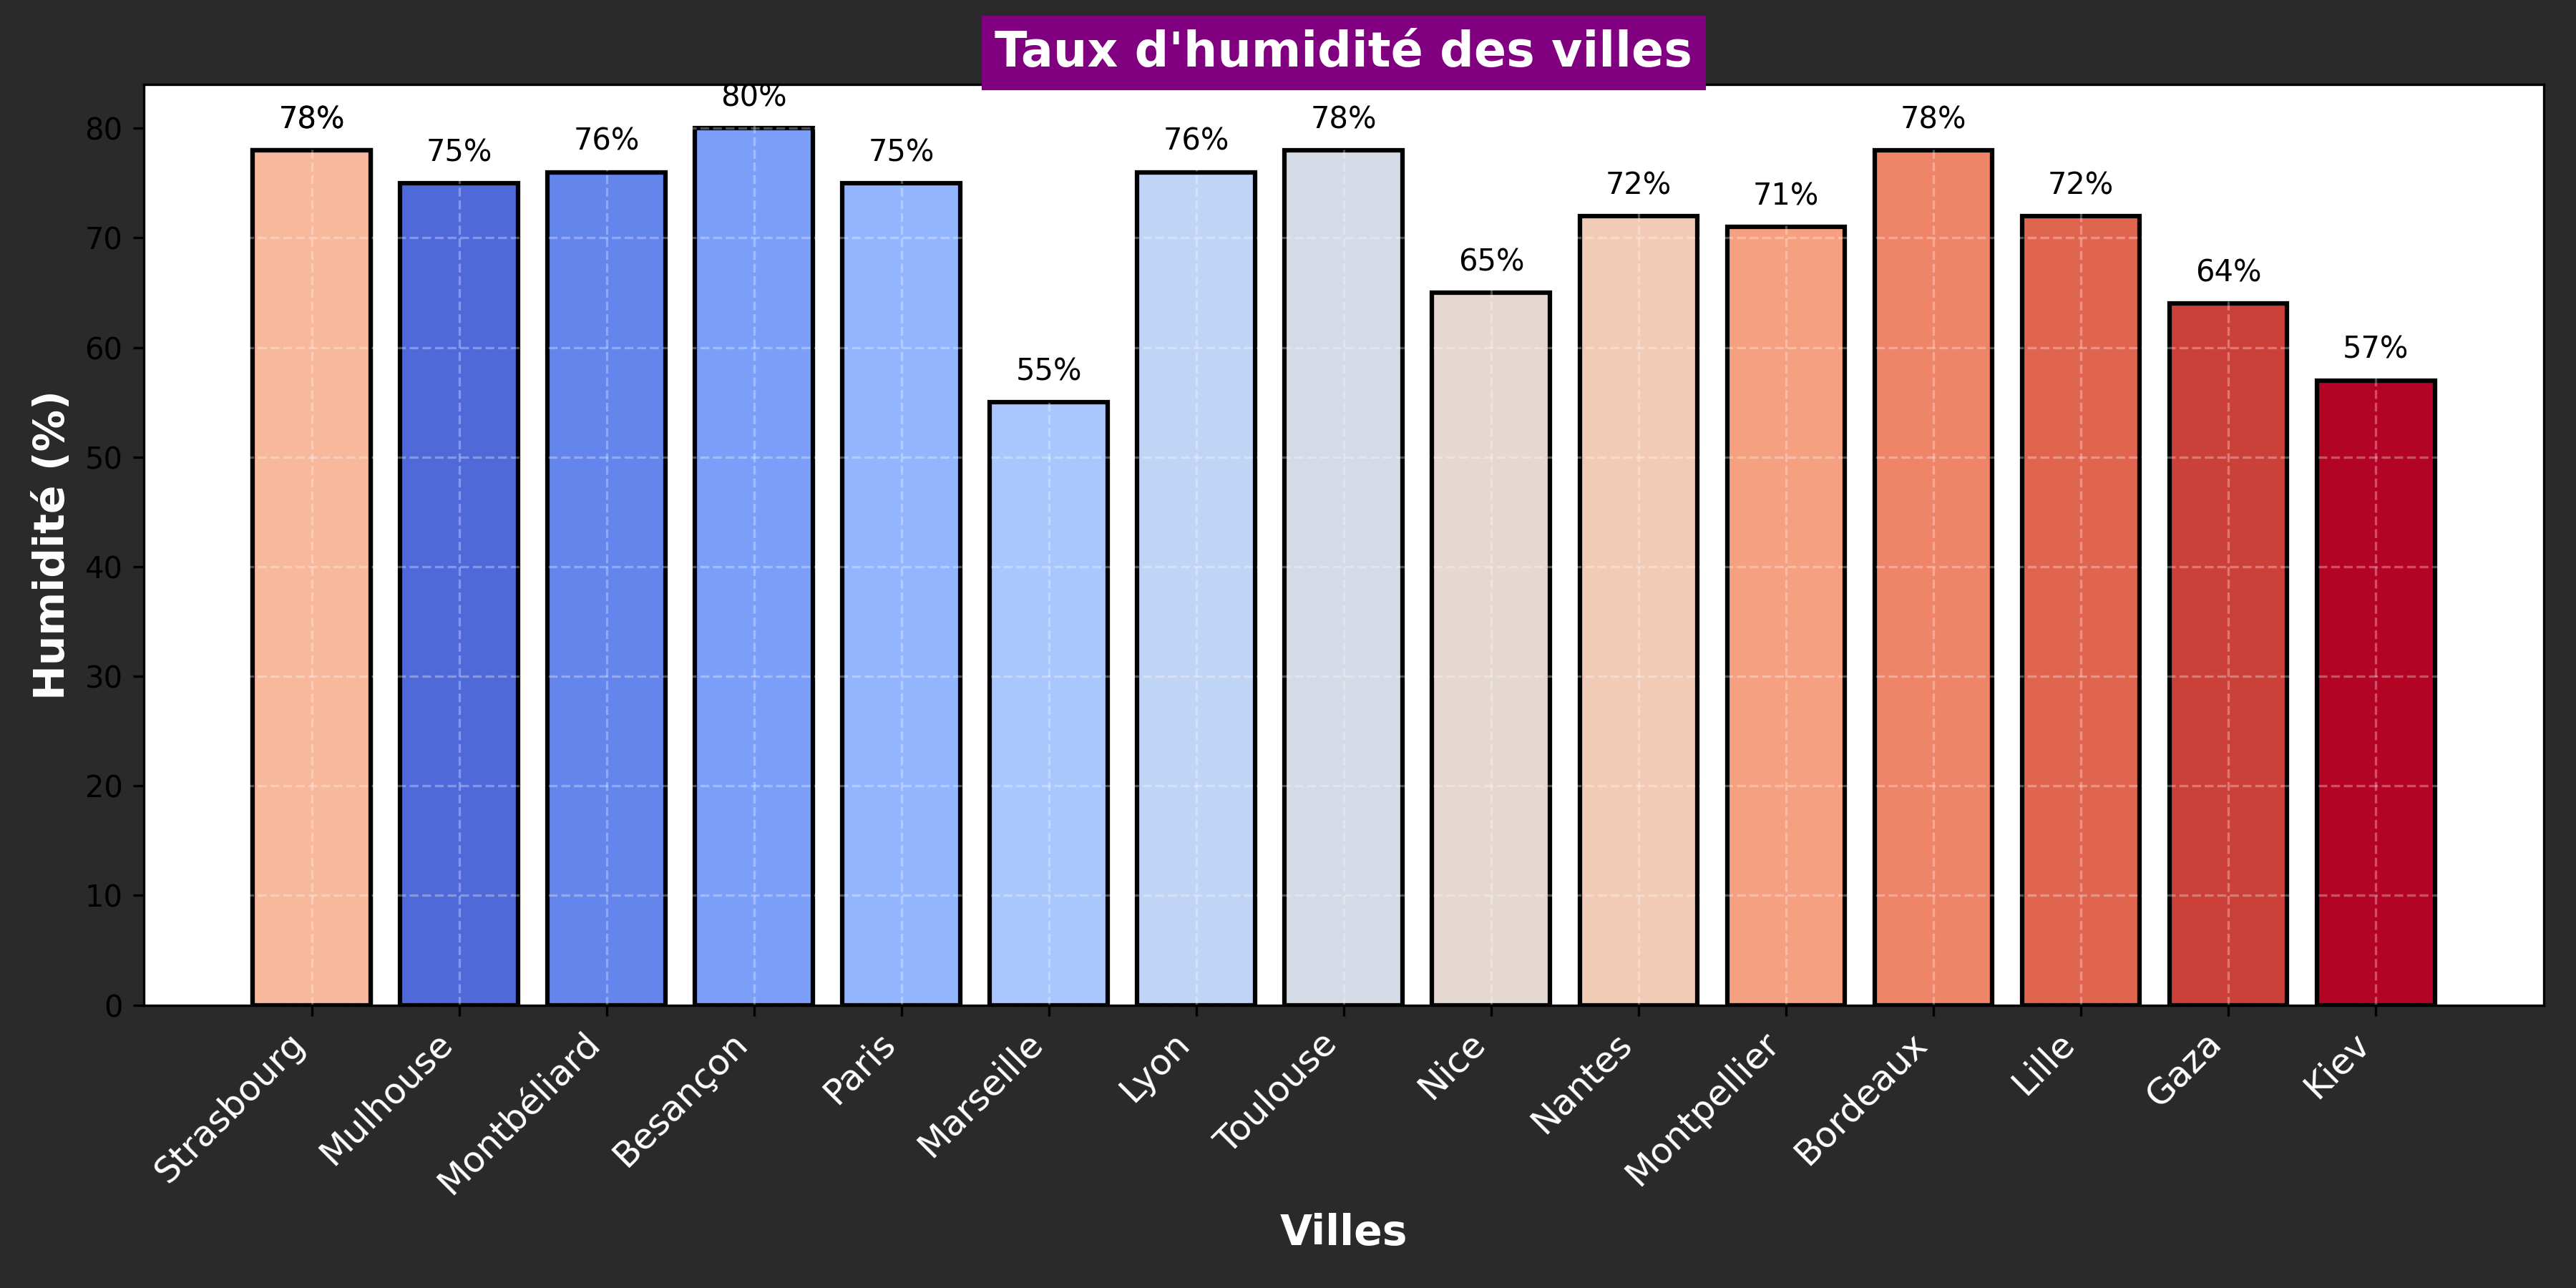 Taux d'humidité des villes
Humidité (%)
80
70
60
50
40
30
20
10
0
78%
75%
76%
80%
75%
55%
76%
78%
65%
72%
71%
78%
72%
64%
57%
Strasbourg
Mulhouse
Montbéliard
Besançon
Paris
Marseille
Lyon
Toulouse
Nice
Nantes
Montpellier
Bordeaux
Lille
Gaza
Kiev
Villes